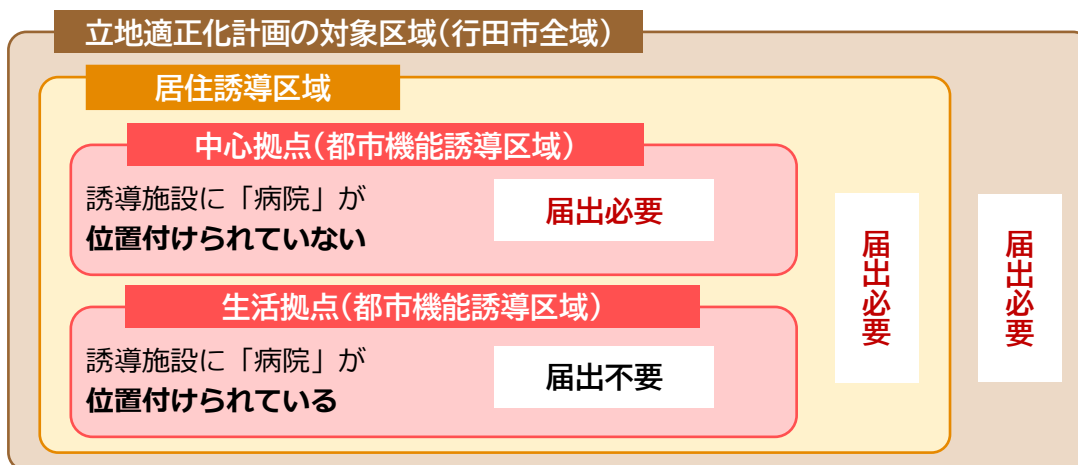 立地適正化計画の対象区域(行田市全域)
居住誘導区域
中心拠点(都市機能誘導区域)
誘導施設に「病院」が
位置付けられていない
届出必要
生活拠点(都市機能誘導区域)
誘導施設に「病院」が
位置付けられている
届出不要
届出必要
届出必要